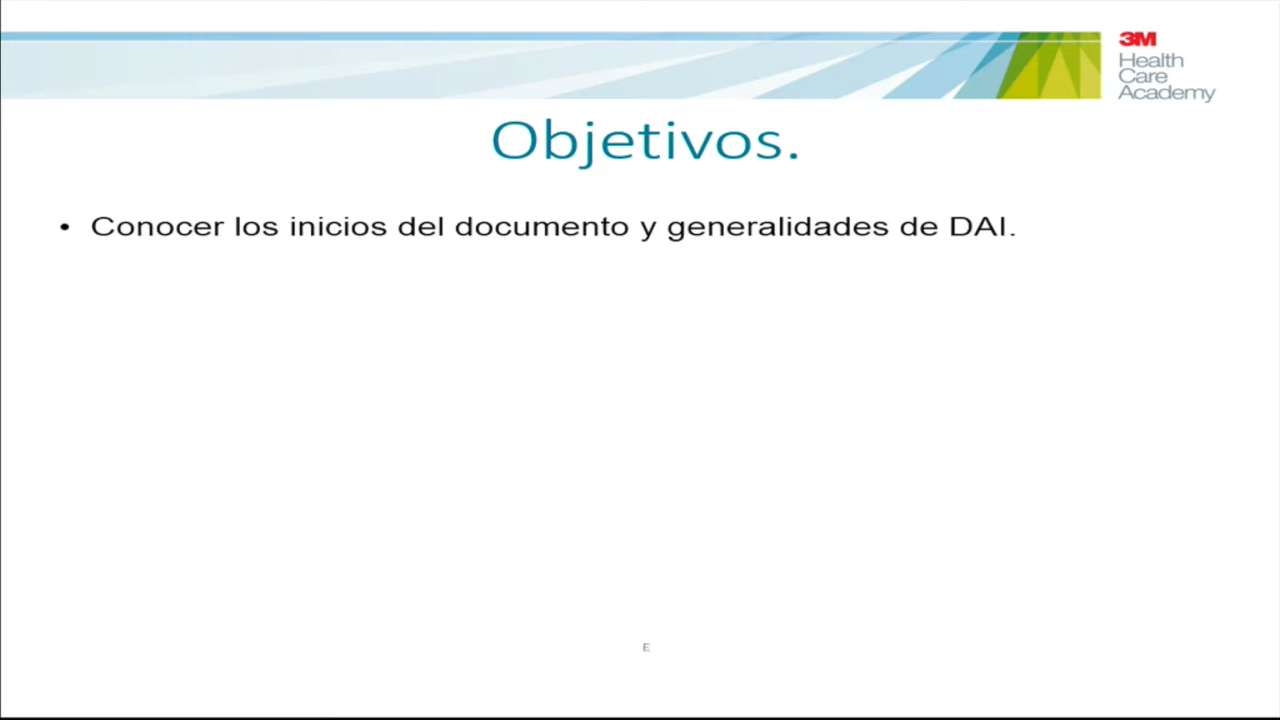 3M
Health
Care
Academy
Objetivos.
• Conocer los inicios del documento y generalidades de DAI.
E